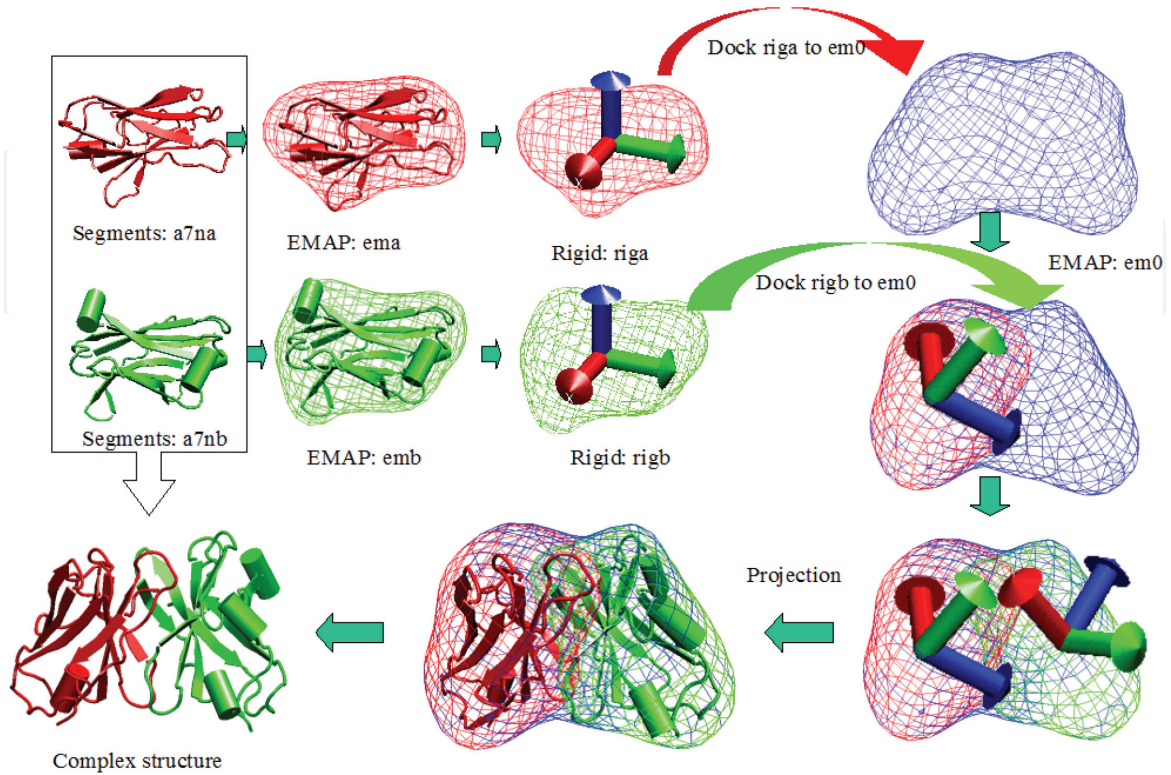 Dock riga to em0
Segments: a7na
EMAP: ema
Rigid: riga
EMAP: em0
Dock rigb to em0
Segments: a7nb
EMAP: emb
Rigid: rigb
Projection
Complex structure
X
X